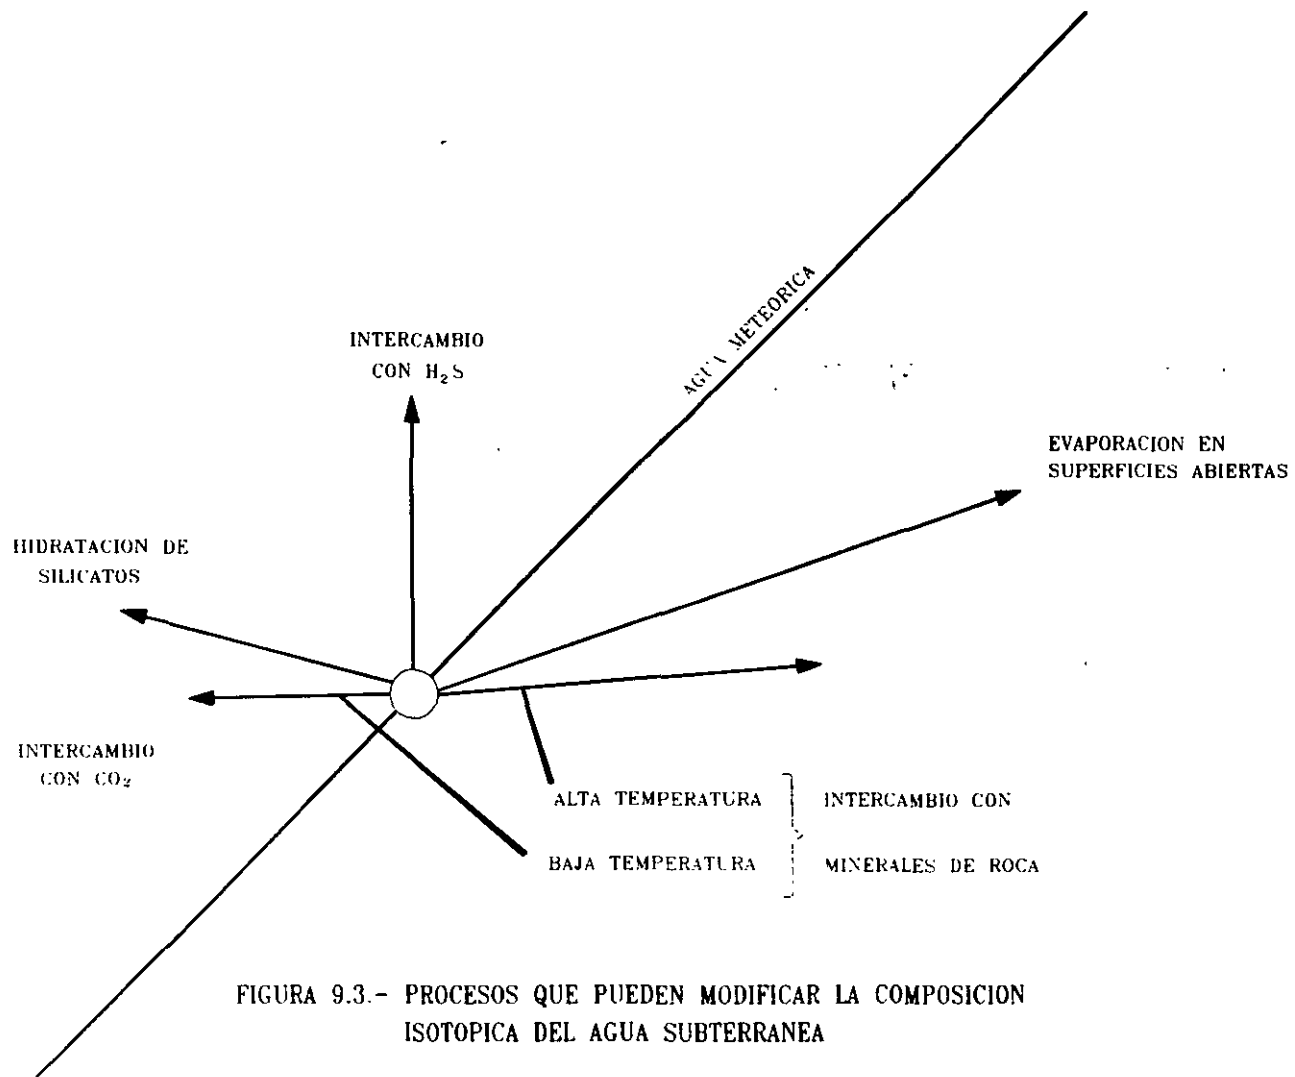 INTERCAMBIO
CON H₂S
AGUA METEORICA
EVAPORACION EN
SUPERFICIES ABIERTAS
HIDRATACION DE
SILICATOS
INTERCAMBIO
CON CO₂
ALTA TEMPERATURA
INTERCAMBIO CON
BAJA TEMPERATURA
MINERALES DE ROCA
FIGURA 9.3.- PROCESOS QUE PUEDEN MODIFICAR LA COMPOSICION
ISOTOPICA DEL AGUA SUBTERRANEA